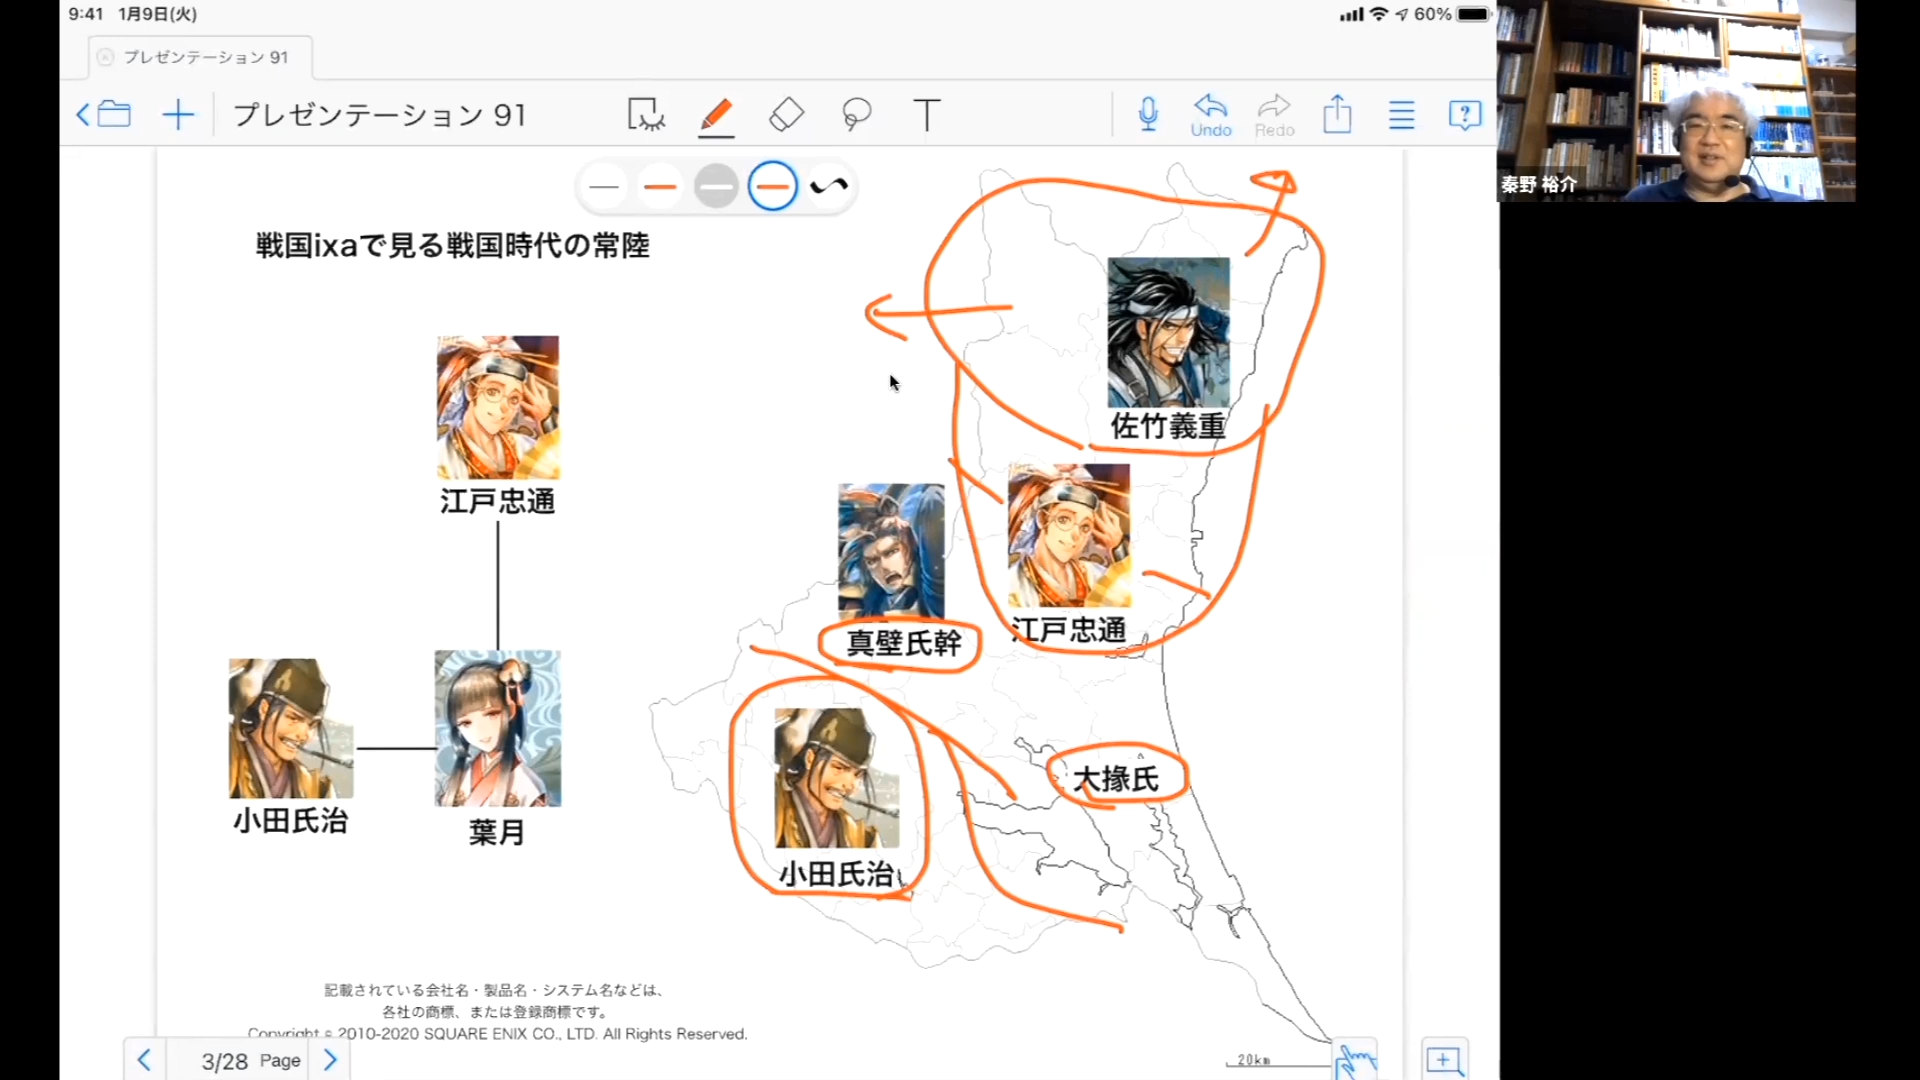 9:41 1月9日(火)
60%
プレゼンテーション 91
プレゼンテーション 91
T
Undo
Redo
?
秦野 裕介
戦国ixaで見る戦国時代の常陸
佐竹義重
江戸忠通
江戸忠通
真壁氏幹
大掾氏
小田氏治
葉月
小田氏治
記載されている会社名・製品名・システム名などは、
各社の商標、または登録商標です。
Copyright © 2010-2020 SQUARE ENIX CO., LTD. All Rights Reserved.
3/28 Page
20km